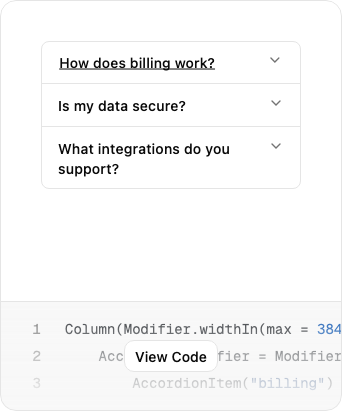 How does billing work?
Is my data secure?
What integrations do you
support?
1 Column(Modifier.widthIn(max = 384
2 Acc View Code fier = Modifier
3 AccordionItem("billing")